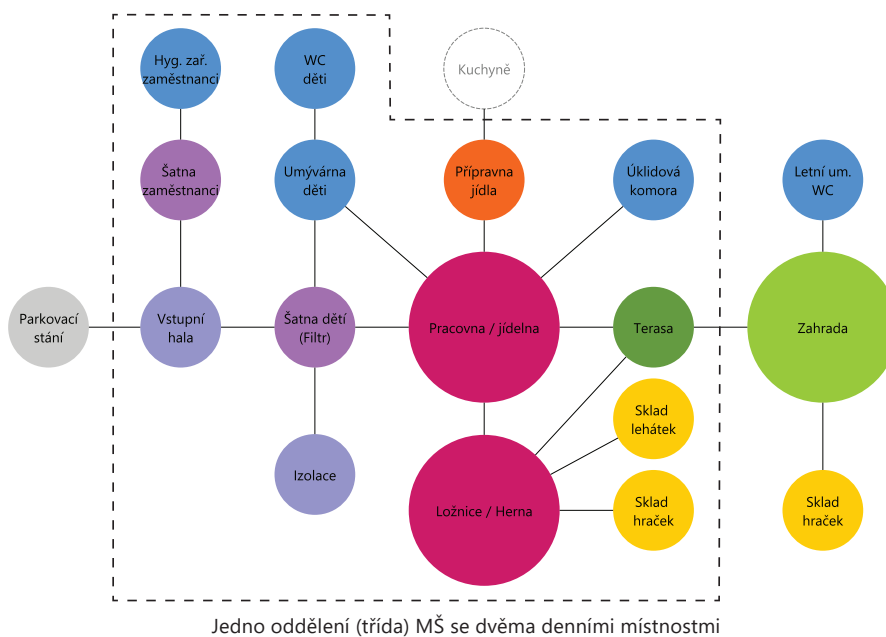 Hyg. zař.
zaměstnanci
WC
děti
Kuchyně
Šatna
zaměstnanci
Umývárna
děti
Přípravna
jídla
Úklidová
komora
Letní um.
WC
Parkovací
stání
Vstupní
hala
Šatna dětí
(Filtr)
Pracovna / jídelna
Terasa
Zahrada
Sklad
lehátek
Izolace
Ložnice / Herna
Sklad
hraček
Sklad
hraček
Jedno oddělení (třída) MŠ se dvěma denními místnostmi